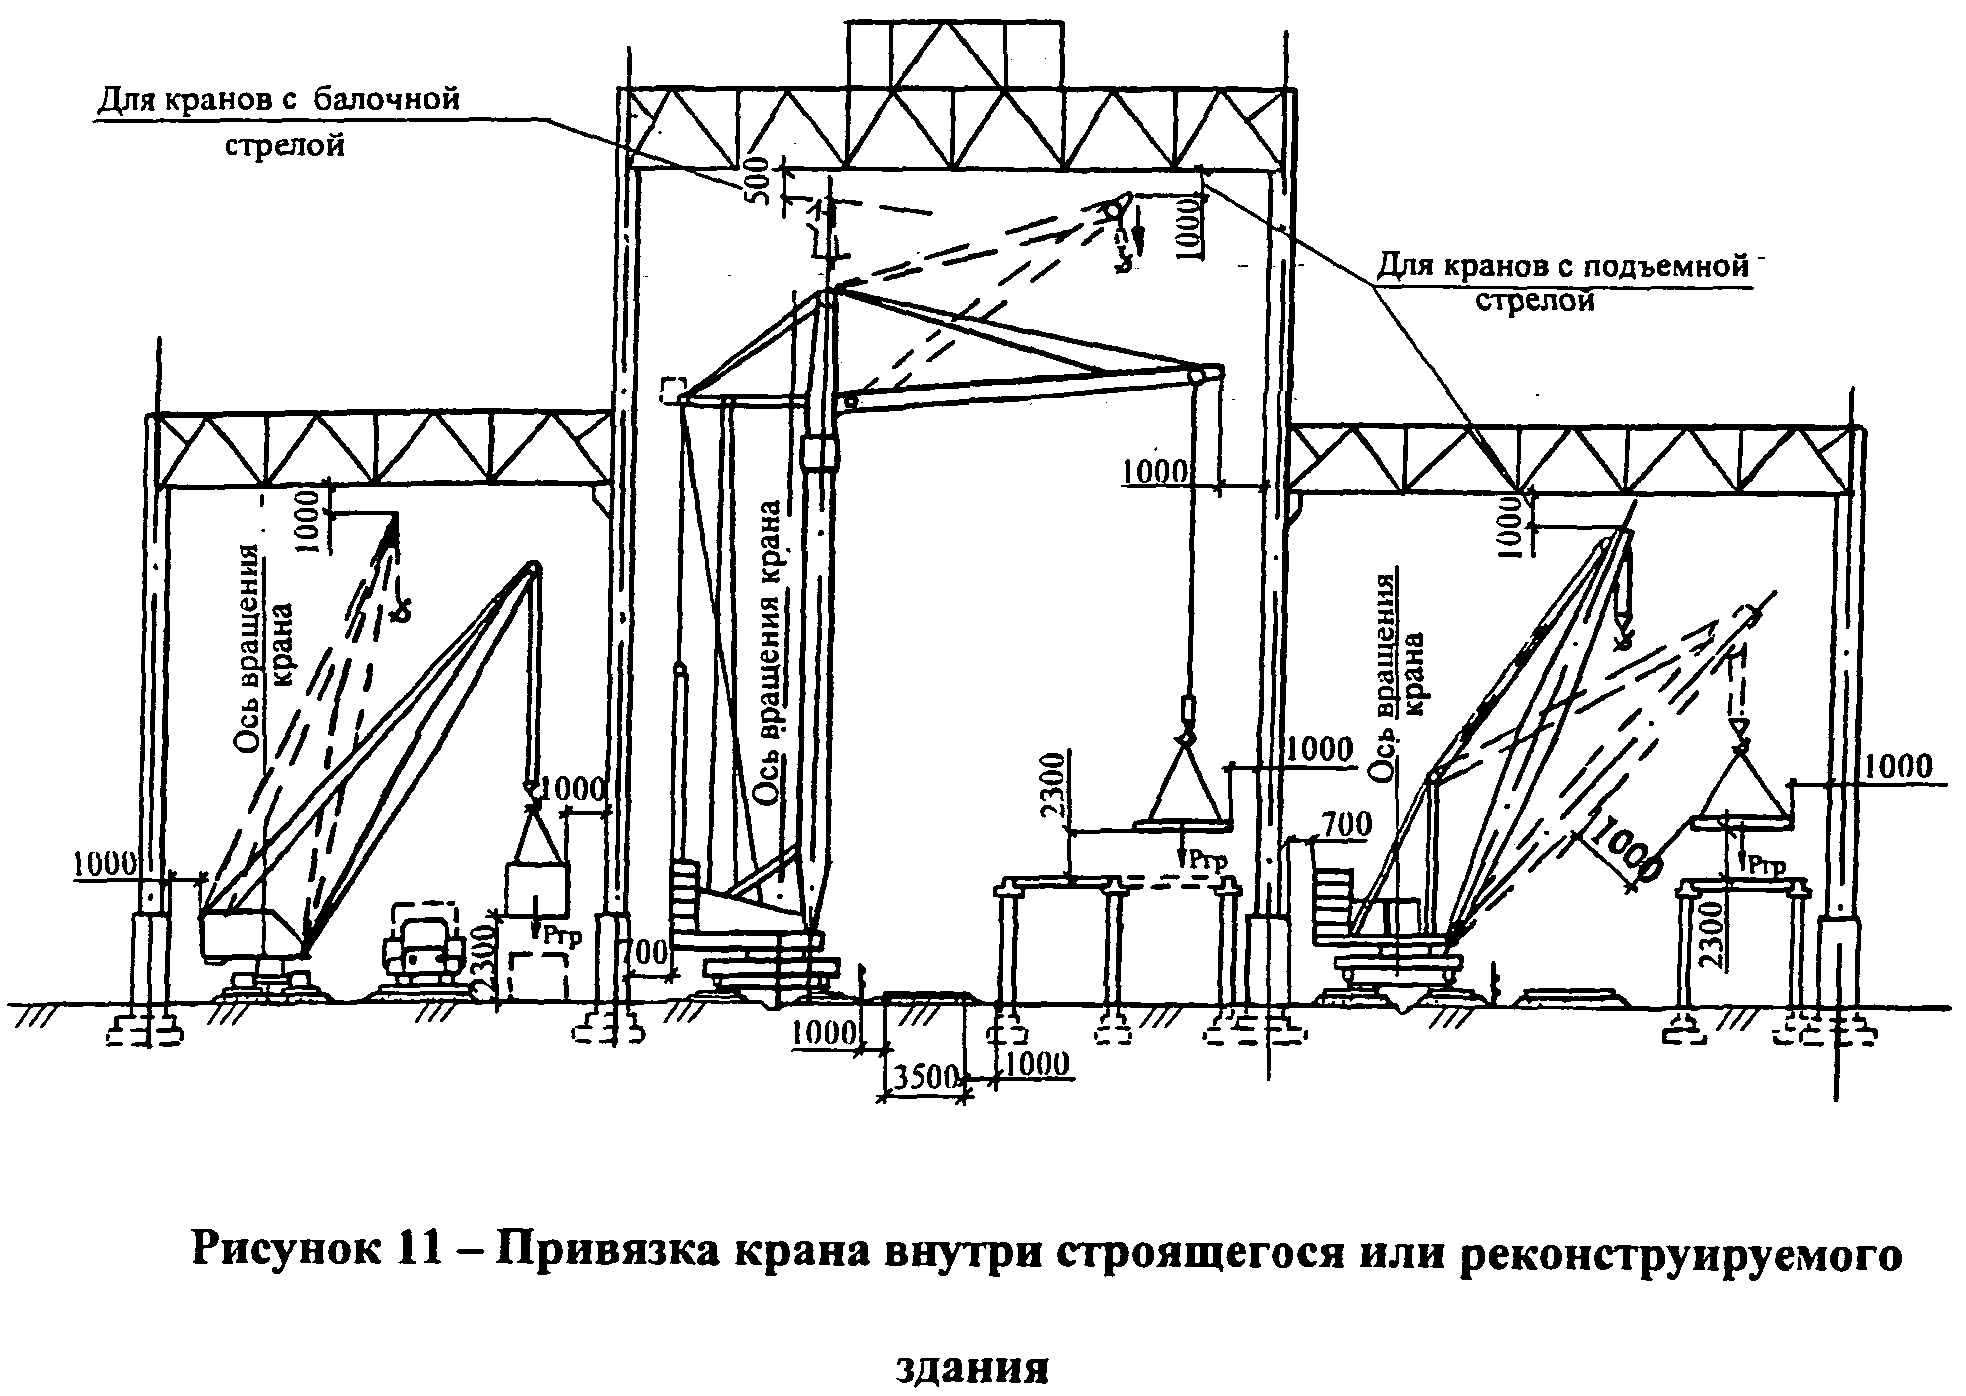 Для кранов с балочной
стрелой
500
1000
Для кранов с подъемной
стрелой
1000
1000
1000
Ось вращения
крана
Ось вращения крана
Ось вращения
крана
1000
1000
2300
1000
1000
700
1000
1000
Ргр
Ргр
Ргр
2300
700
2300
1000
3500
1000
Рисунок 11 – Привязка крана внутри строящегося или реконструируемого
здания